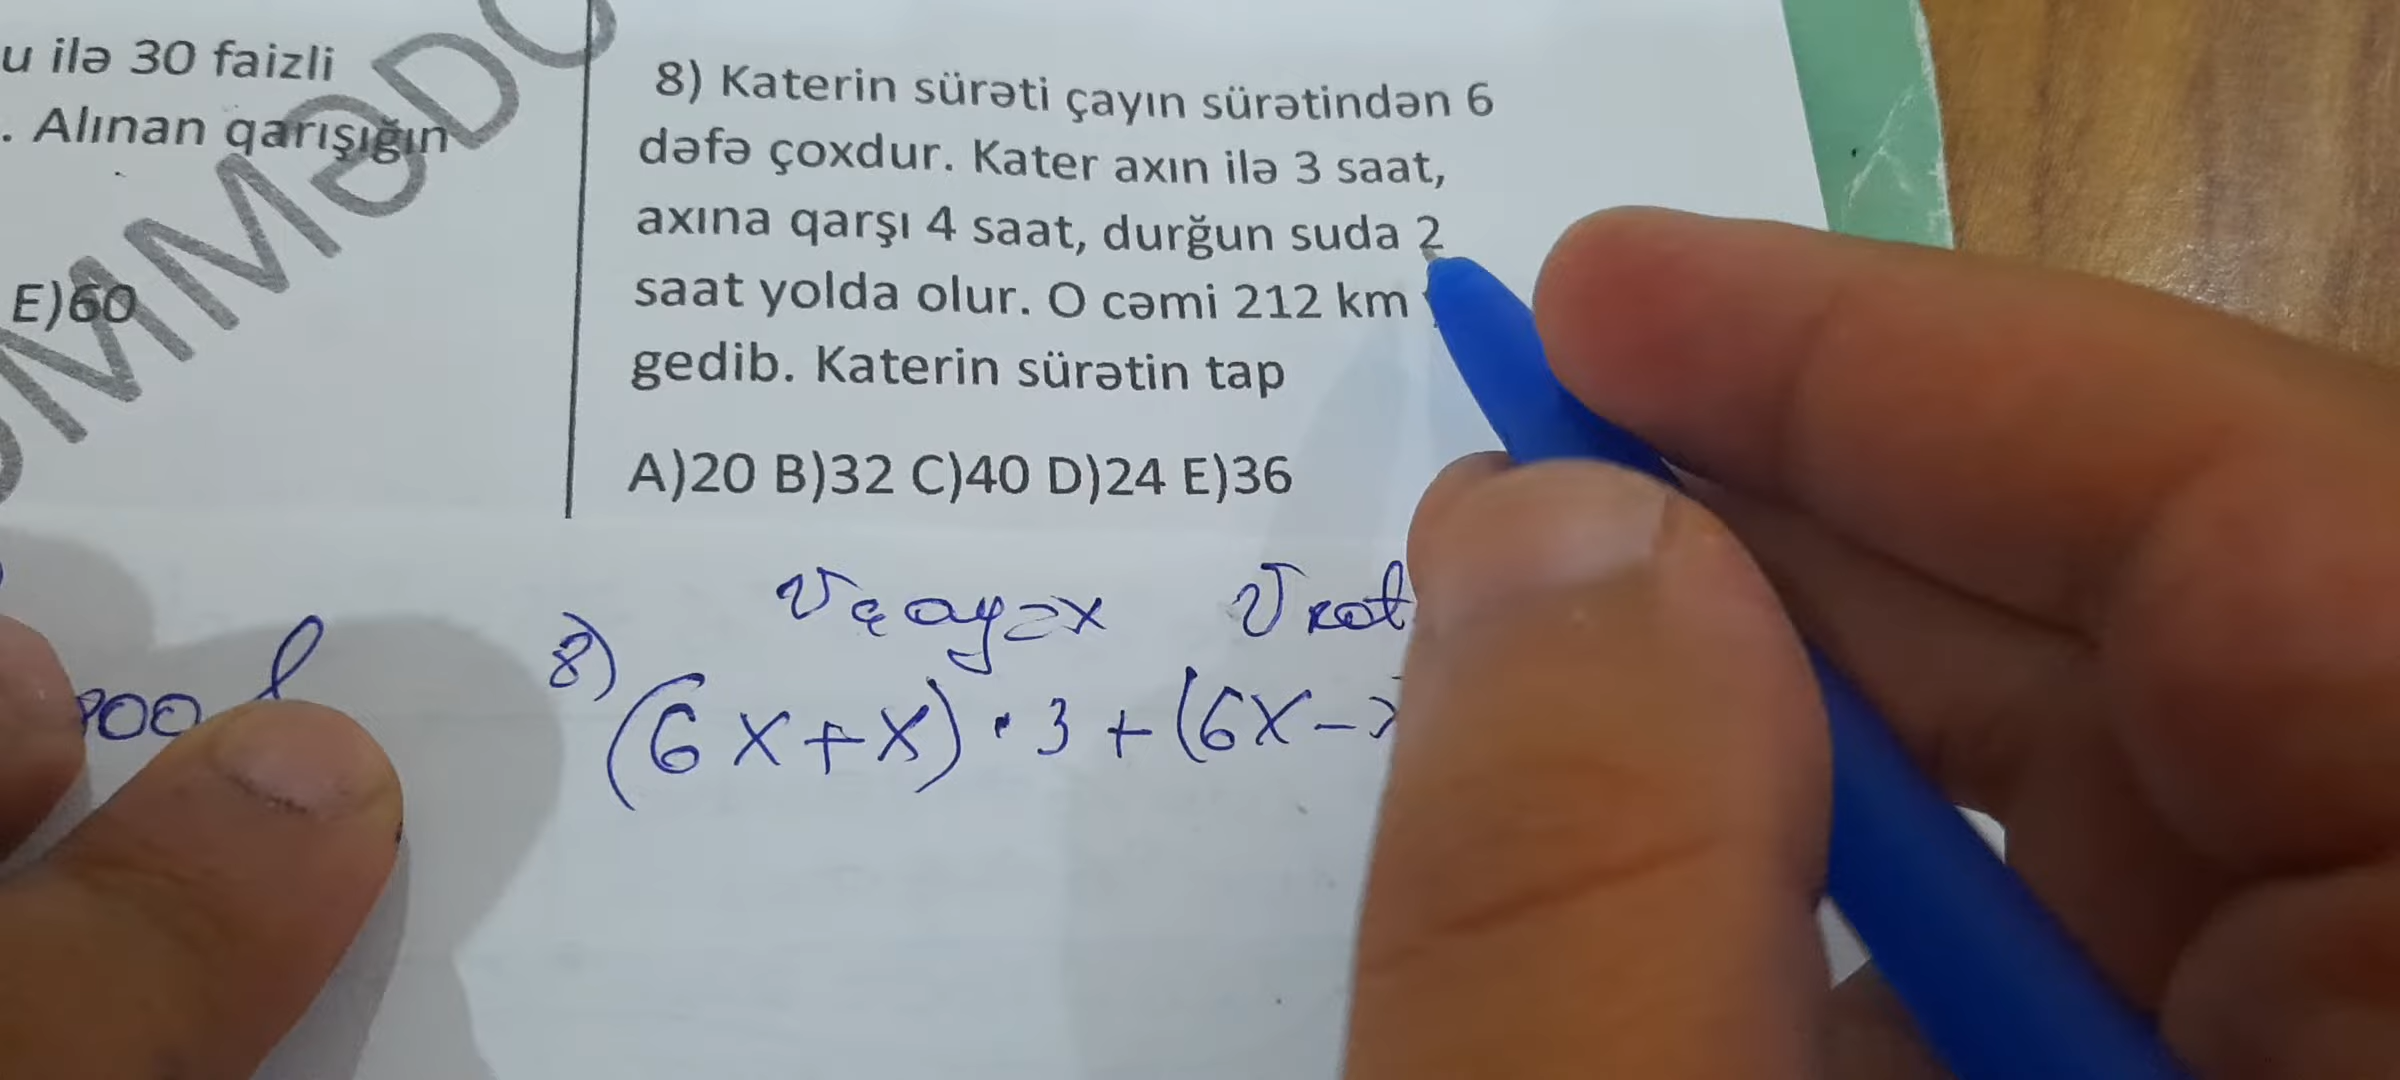 u ilə 30 faizli
. Alınan qarışığın
E)60
8) Katerin sürəti çayın sürətindən 6
dəfə çoxdur. Kater axın ilə 3 saat,
axına qarşı 4 saat, durğun suda 2
saat yolda olur. O cəmi 212 km
gedib. Katerin sürətin tap
A)20 B)32 C)40 D)24 E)36
Vçay=x Vkat
8) (6x+x)·3+(6x-